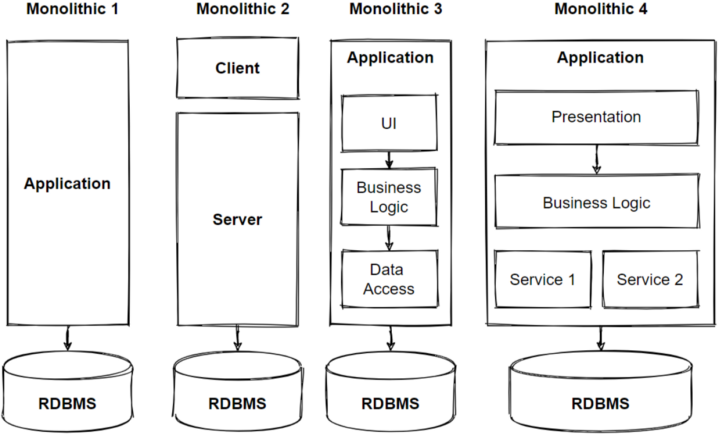 Monolithic 1
Application
RDBMS
Monolithic 2
Client
Server
RDBMS
Monolithic 3
Application
UI
Business
Logic
Data
Access
RDBMS
Monolithic 4
Application
Presentation
Business Logic
Service 1
Service 2
RDBMS